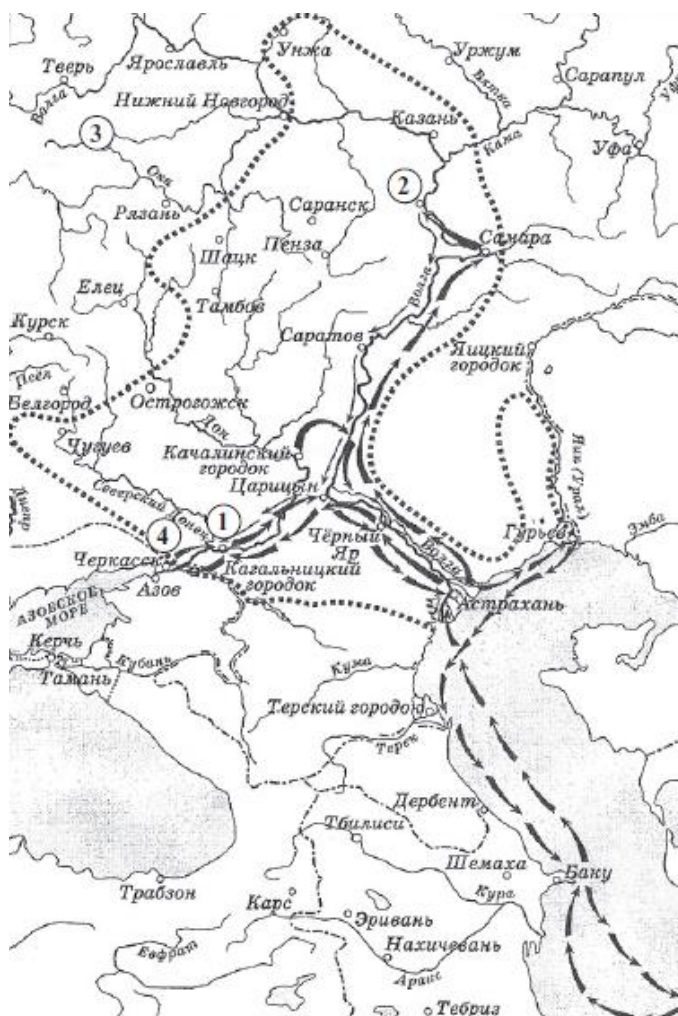 Унжа
Уржум
Ярославль
Тверь
Вятка
Сарапул
Волга
Нижний Новгород
Казань
Кама
Уфа
3
Ока
2
Рязань
Саранск
Самара
Шацк
Пенза
Елец
Тамбов
Волга
Курск
Саратов
Яицкий
городок
Псёл
Белгород
Острогожск
Дон
Чугуев
Качалинский
городок
Яик (Урал)
Царицын
Северский Донец
1
Днепр
Чёрный
Яр
Волга
Гурьев
Эмба
4
Черкасск
Кагальницкий
городок
Азов
Астрахань
АЗОВСКОЕ
МОРЕ
Керчь
Тамань
Кубань
Кума
Терский городок
Терек
Дербент
Тбилиси
Шемаха
Баку
Трабзон
Кура
Карс
Эривань
Евфрат
Нахичевань
Аракс
Тебриз